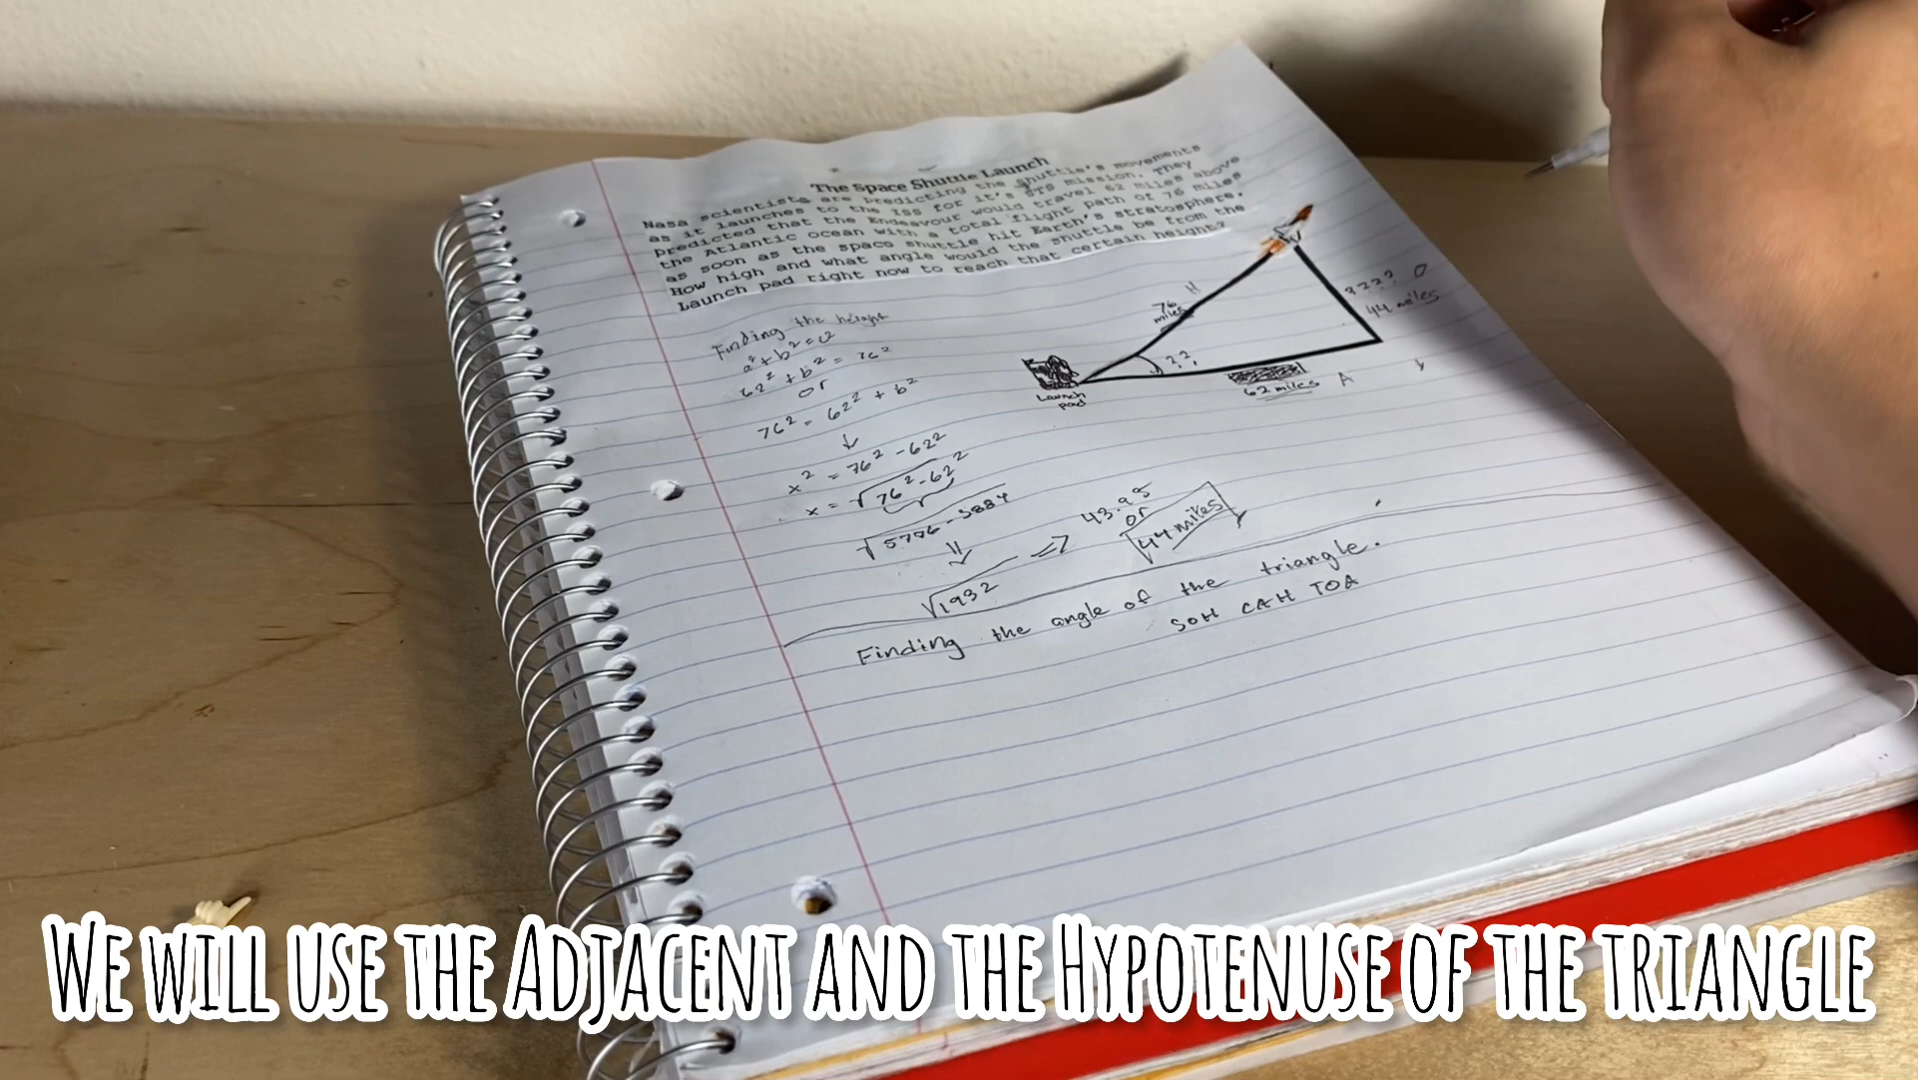 The Space Shuttle Launch
Nasa scientists are predicting the shuttle's movements
as it launches to the ISS for it's STS mission. They
predicted that the Endeavour would travel 62 miles above
the Atlantic ocean with a total flight path of 76 miles
as soon as the space shuttle hit Earth's stratosphere.
How high and what angle would the shuttle be from the
Launch pad right now to reach that certain height?
Finding the height
a² + b² = c²
62² + b² = 76²
or
76² = 62² + b²
↓
x² = 76² - 62²
x = √76² - 62²
√5776 - 3884
⇓
√1932 => 43.95
or
44 miles
H
76
miles
???? O
44 miles
??
Launch
pad
62 miles A
Finding the angle of the triangle.
SOH CAH TOA
We will use the Adjacent and the Hypotenuse of the triangle